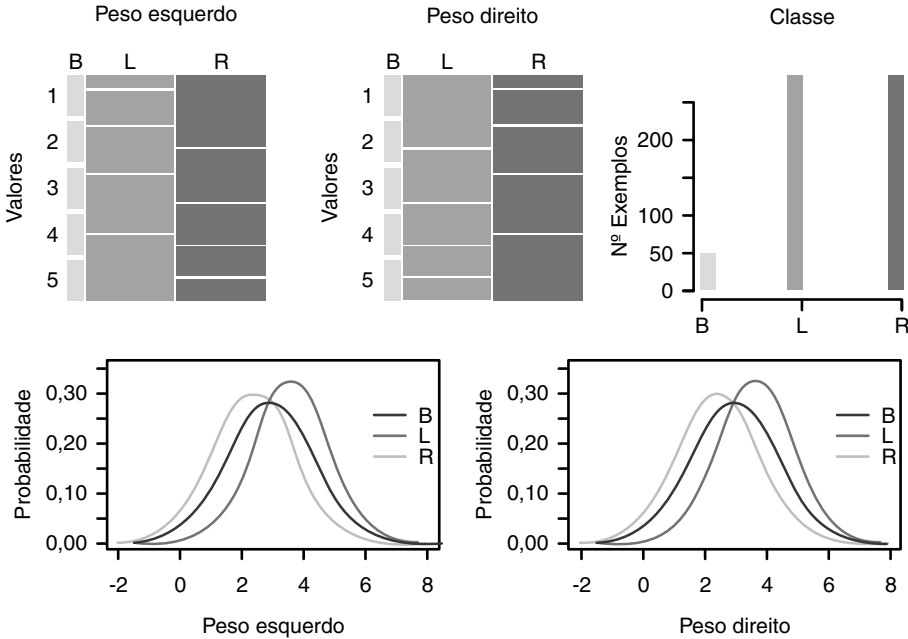 Peso esquerdo
B L R
Valores
1
2
3
4
5
Peso direito
B L R
Valores
1
2
3
4
5
Classe
Nº Exemplos
200
100
50
0
B L R
Probabilidade
0,30
0,20
0,10
0,00
-2 0 2 4 6 8
Peso esquerdo
B
L
R
Probabilidade
0,30
0,20
0,10
0,00
-2 0 2 4 6 8
Peso direito
B
L
R